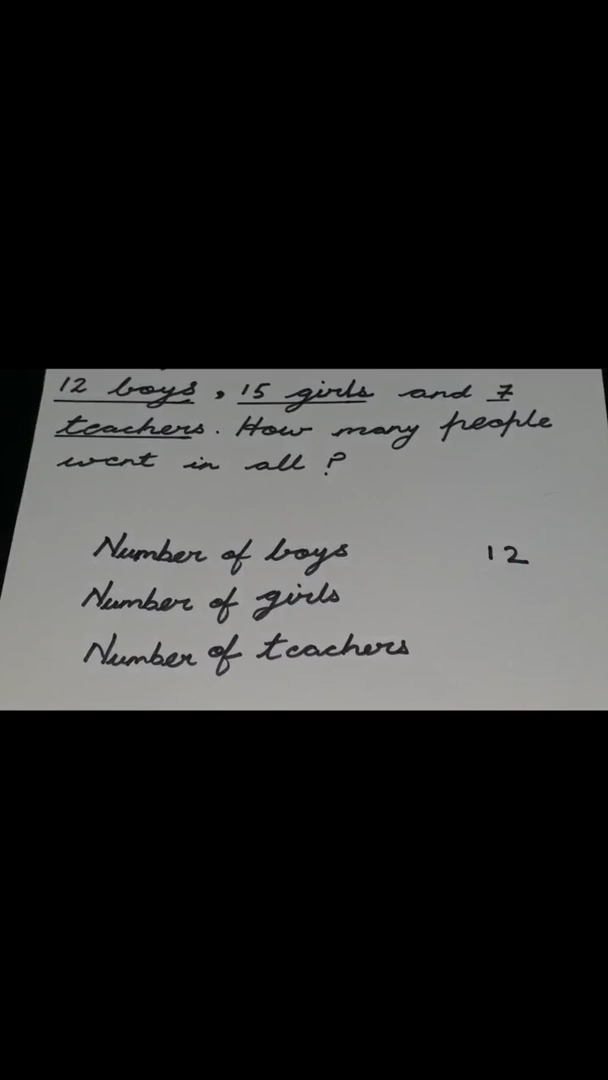 12 boys, 15 girls and 7
teachers. How many people
went in all ?
Number of boys 12
Number of girls
Number of teachers